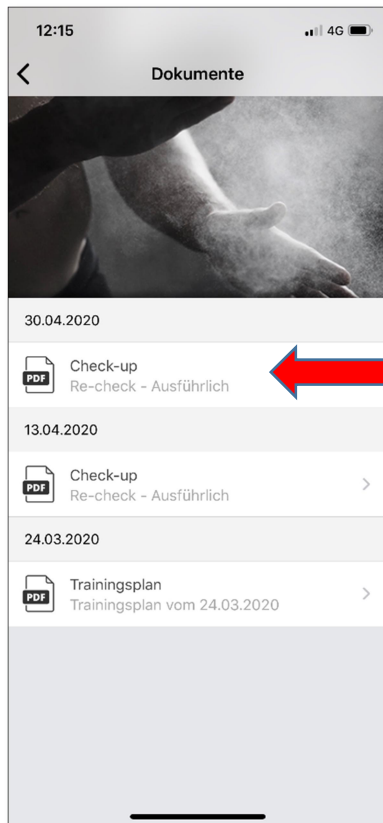 12:15
4G
Dokumente
30.04.2020
PDF
Check-up
Re-check - Ausführlich
13.04.2020
PDF
Check-up
Re-check - Ausführlich
24.03.2020
PDF
Trainingsplan
Trainingsplan vom 24.03.2020